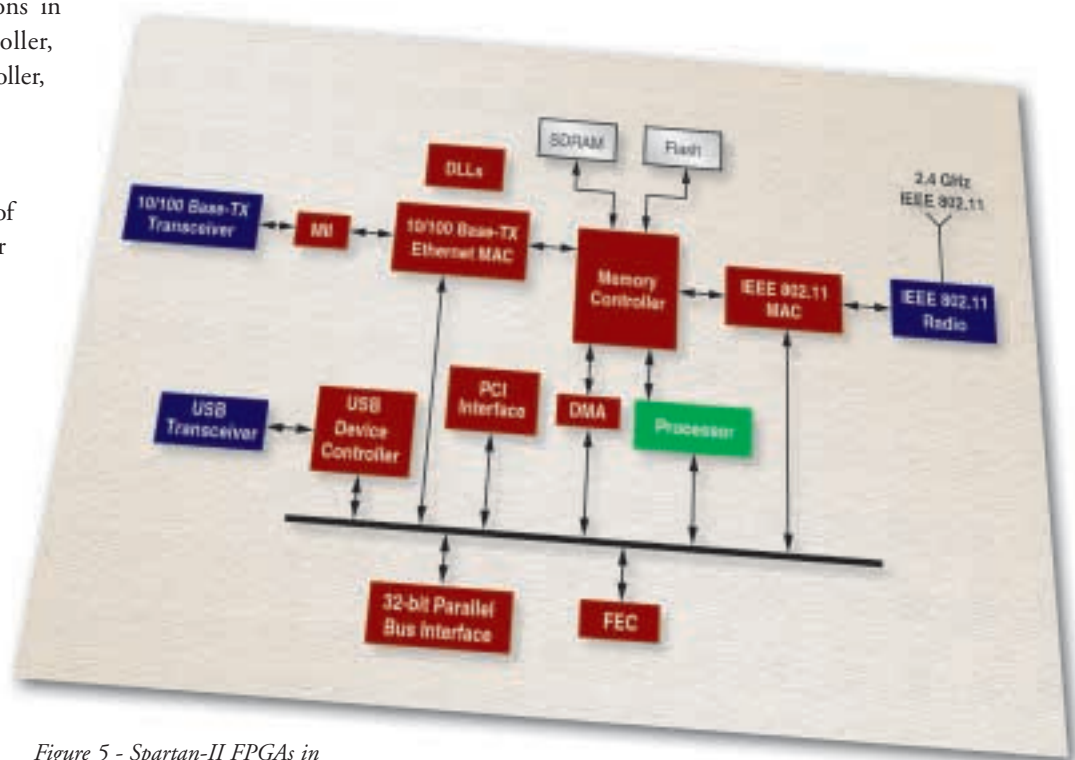 ons in
oller,
oller,
of
r
SDRAM
Flash
DLLs
2.4 GHz
IEEE 802.11
10/100 Base-TX
Transceiver
MII
10/100 Base-TX
Ethernet MAC
Memory
Controller
IEEE 802.11
MAC
IEEE 802.11
Radio
USB
Transceiver
USB
Device
Controller
PCI
Interface
DMA
Processor
32-bit Parallel
Bus Interface
FEC
Figure 5 - Spartan-II FPGAs in